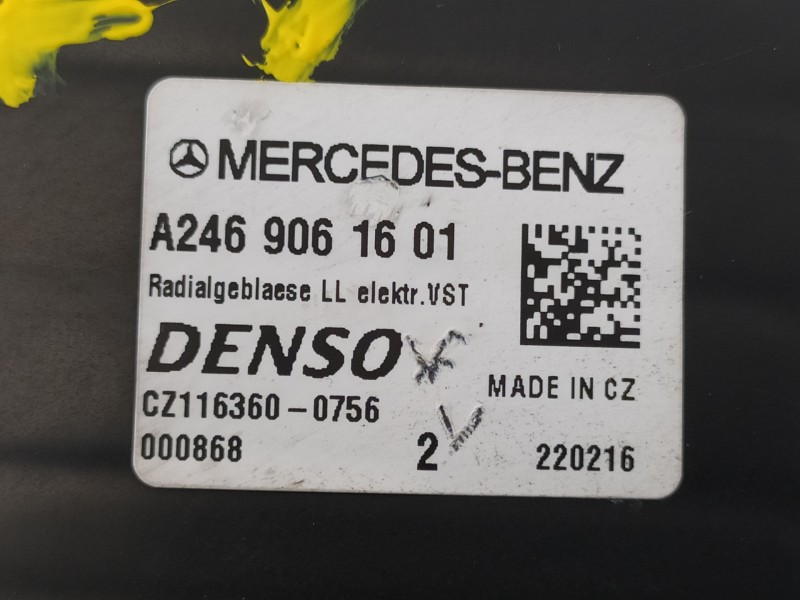 MERCEDES-BENZ
A246 906 16 01
Radialgeblaese LL elektr.VST
DENSO
MADE IN CZ
CZ116360-0756
000868 2 220216